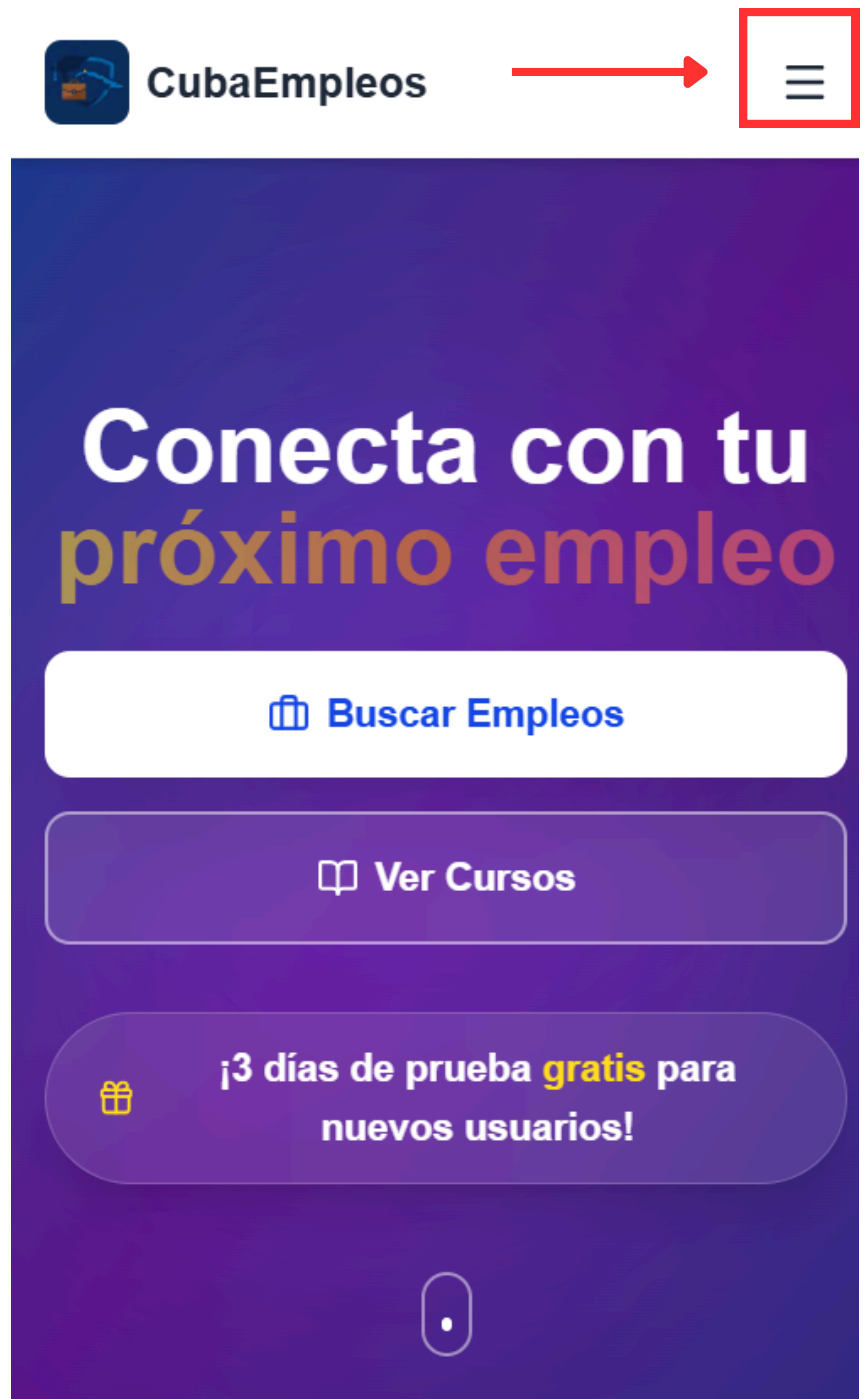 CubaEmpleos
Conecta con tu
próximo empleo
Buscar Empleos
Ver Cursos
¡3 días de prueba gratis para
nuevos usuarios!